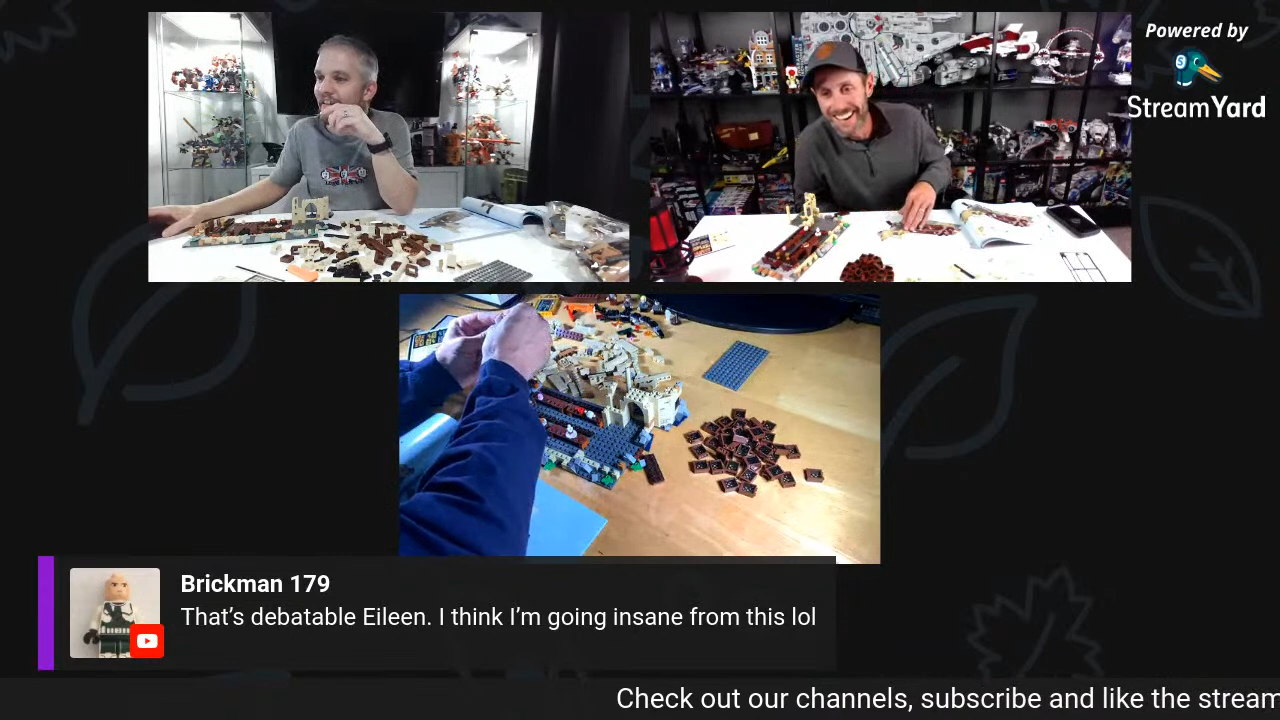 Powered by
StreamYard
Brickman 179
That’s debatable Eileen. I think I’m going insane from this lol
Check out our channels, subscribe and like the stream